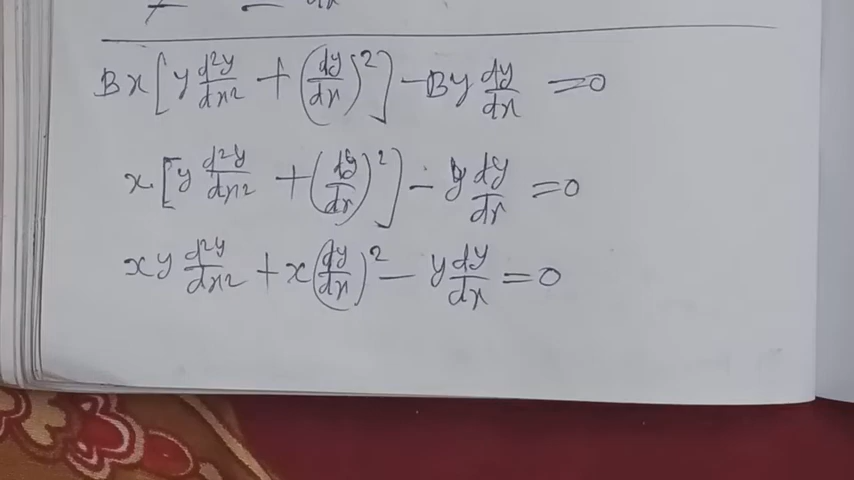 Bx[y d²y/dx² + (dy/dx)²] - By dy/dx = 0
x[y d²y/dx² + (dy/dx)²] - y dy/dx = 0
xy d²y/dx² + x(dy/dx)² - y dy/dx = 0